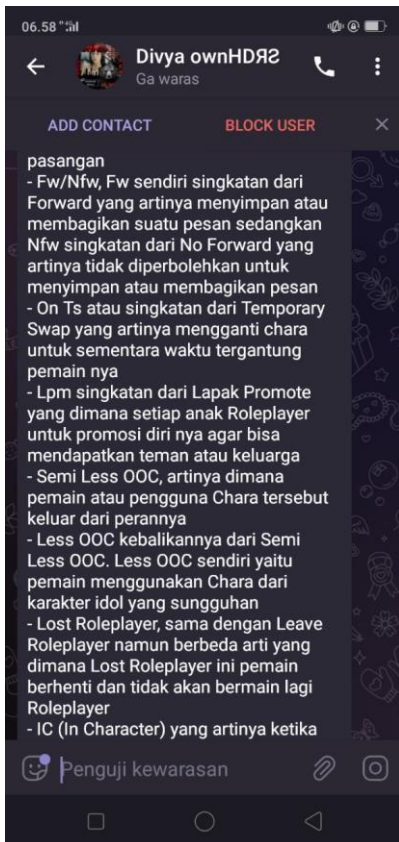 06.58
Divya ownHDЯS
Ga waras
ADD CONTACT BLOCK USER
pasangan
- Fw/Nfw, Fw sendiri singkatan dari
Forward yang artinya menyimpan atau
membagikan suatu pesan sedangkan
Nfw singkatan dari No Forward yang
artinya tidak diperbolehkan untuk
menyimpan atau membagikan pesan
- On Ts atau singkatan dari Temporary
Swap yang artinya mengganti chara
untuk sementara waktu tergantung
pemain nya
- Lpm singkatan dari Lapak Promote
yang dimana setiap anak Roleplayer
untuk promosi diri nya agar bisa
mendapatkan teman atau keluarga
- Semi Less OOC, artinya dimana
pemain atau pengguna Chara tersebut
keluar dari perannya
- Less OOC kebalikannya dari Semi
Less OOC. Less OOC sendiri yaitu
pemain menggunakan Chara dari
karakter idol yang sungguhan
- Lost Roleplayer, sama dengan Leave
Roleplayer namun berbeda arti yang
dimana Lost Roleplayer ini pemain
berhenti dan tidak akan bermain lagi
Roleplayer
- IC (In Character) yang artinya ketika
Penguji kewarasan